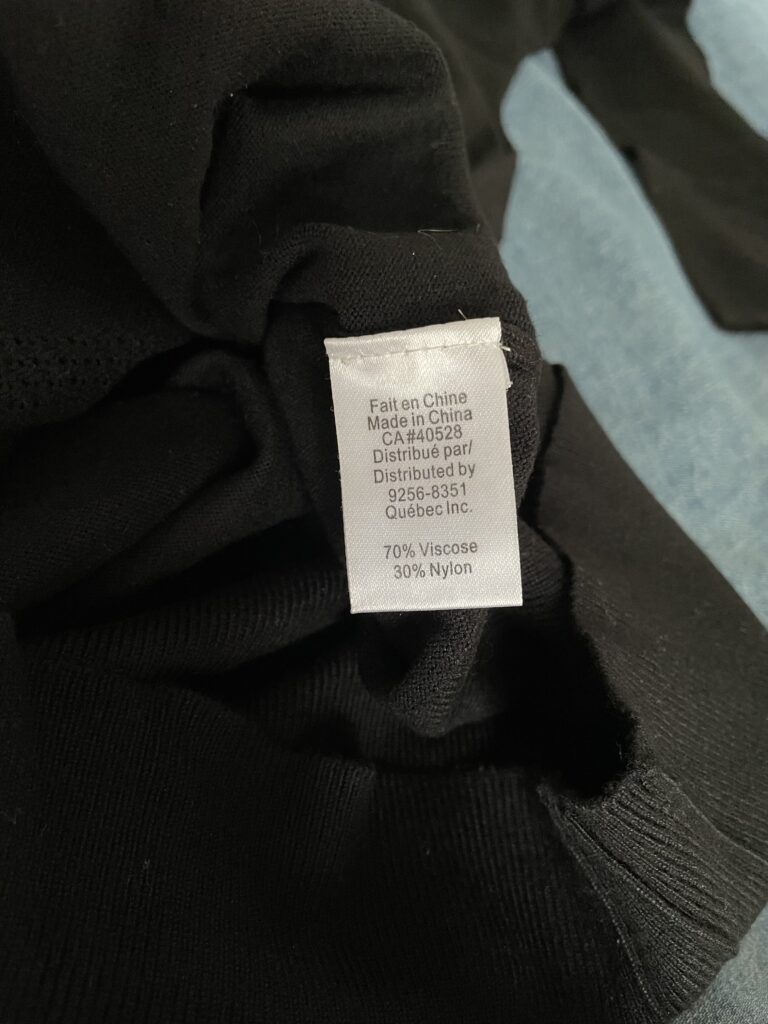 Fait en Chine
Made in China
CA#40528
Distribué par/
Distributed by
9256-8351
Québec Inc.
70% Viscose
30% Nylon